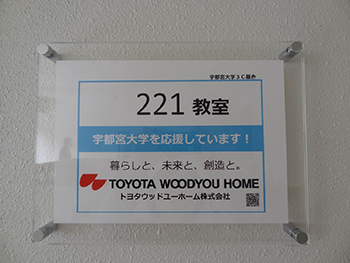 宇都宮大学3C基金
221 教室
宇都宮大学を応援しています！
暮らしと、未来と、創造と。
TOYOTA WOODYOU HOME
トヨタウッドユーホーム株式会社